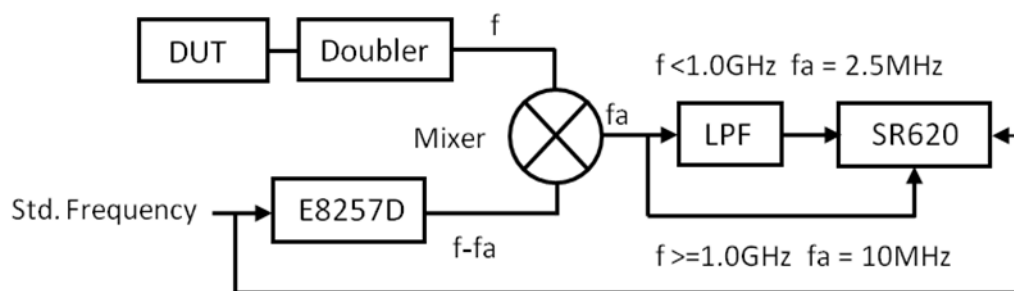 f
DUT
Doubler
f <1.0GHz fa = 2.5MHz
fa
Mixer
LPF
SR620
Std. Frequency
E8257D
f-fa
f >=1.0GHz fa = 10MHz